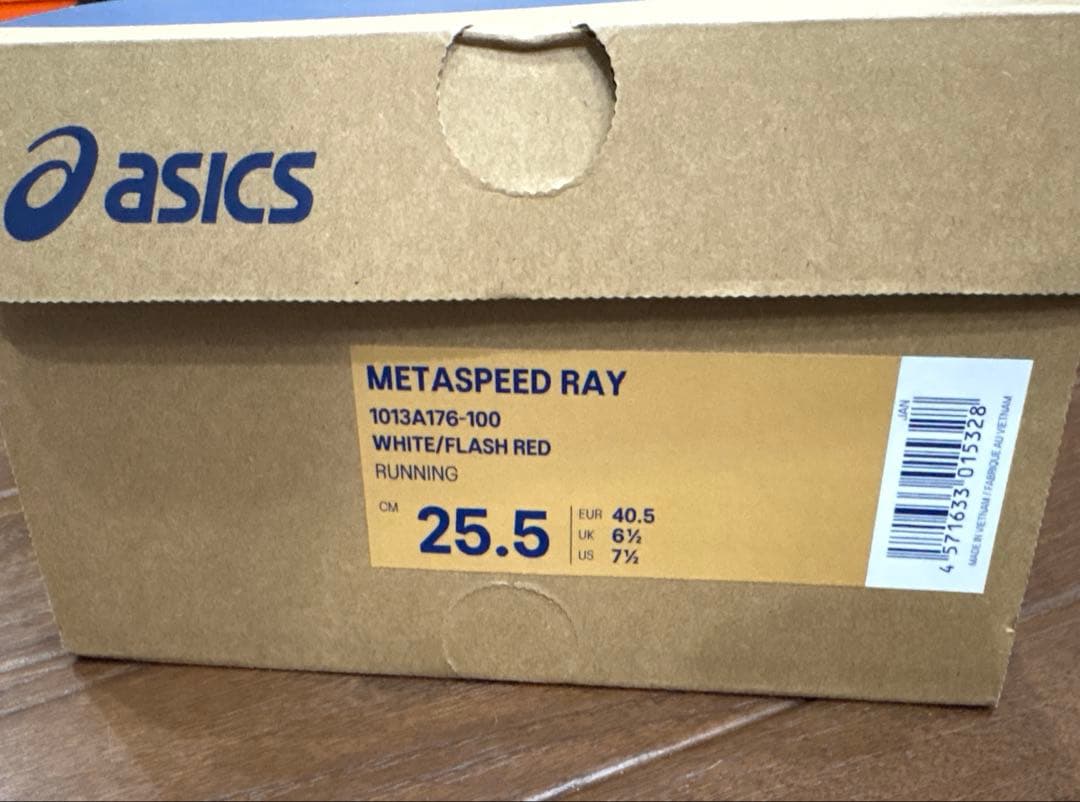 asics
METASPEED RAY
1013A176-100
WHITE/FLASH RED
RUNNING
CM 25.5
EUR 40.5
UK 6½
US 7½
JAN
4 571633 015328
MADE IN VIETNAM / FABRIQUE AU VIETNAM